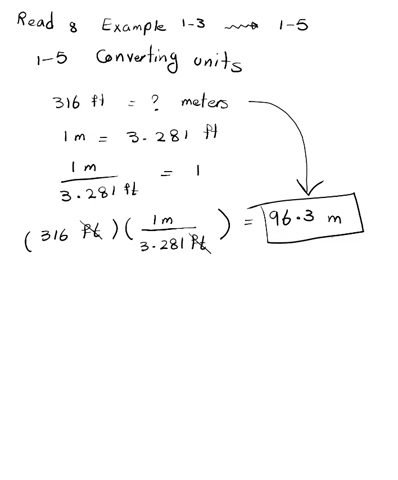 Read 8 Example 1-3 ⟿ 1-5
1-5 Converting units
316 ft = ? meters
1 m = 3.281 ft
1 m / 3.281 ft = 1
(316 ft)(1 m / 3.281 ft) = 96.3 m